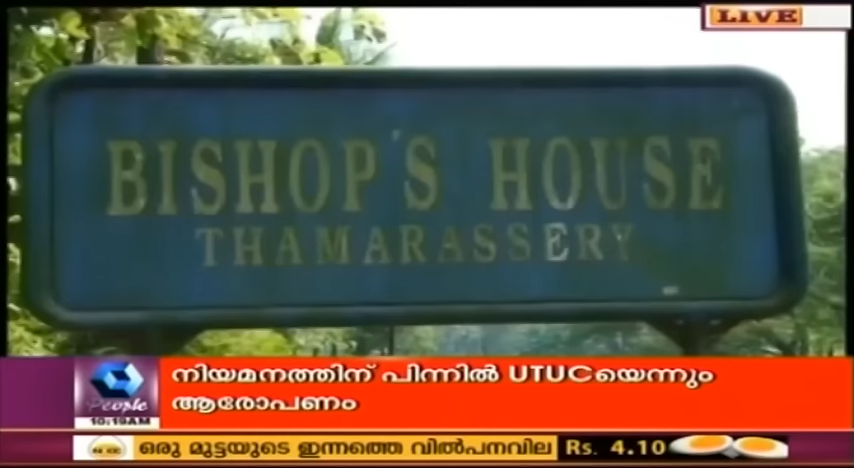 LIVE
BISHOP'S HOUSE
THAMARASSERY
നിയമനത്തിന് പിന്നിൽ UTUCയെന്നും
ആരോപണം
People
10:19AM
ഒരു മുട്ടയുടെ ഇന്നത്തെ വിൽപനവില Rs. 4.10